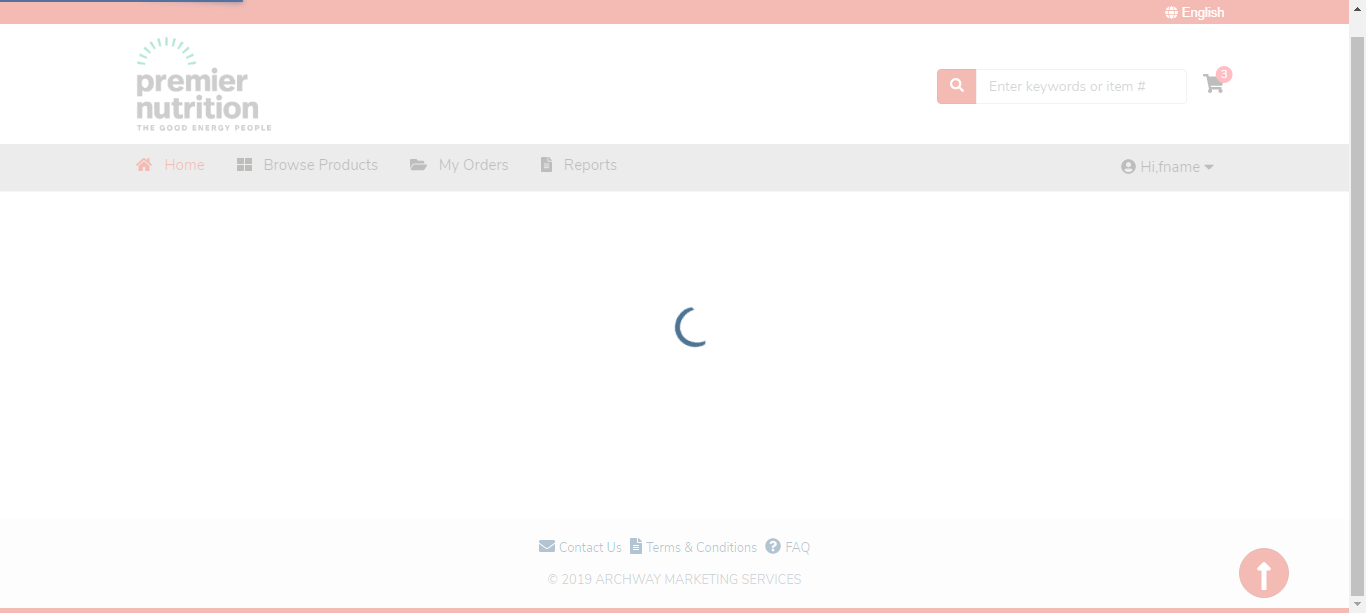 English
premier
nutrition
THE GOOD ENERGY PEOPLE
Enter keywords or item #
3
Home Browse Products My Orders Reports
Hi,fname
Contact Us Terms & Conditions FAQ
© 2019 ARCHWAY MARKETING SERVICES